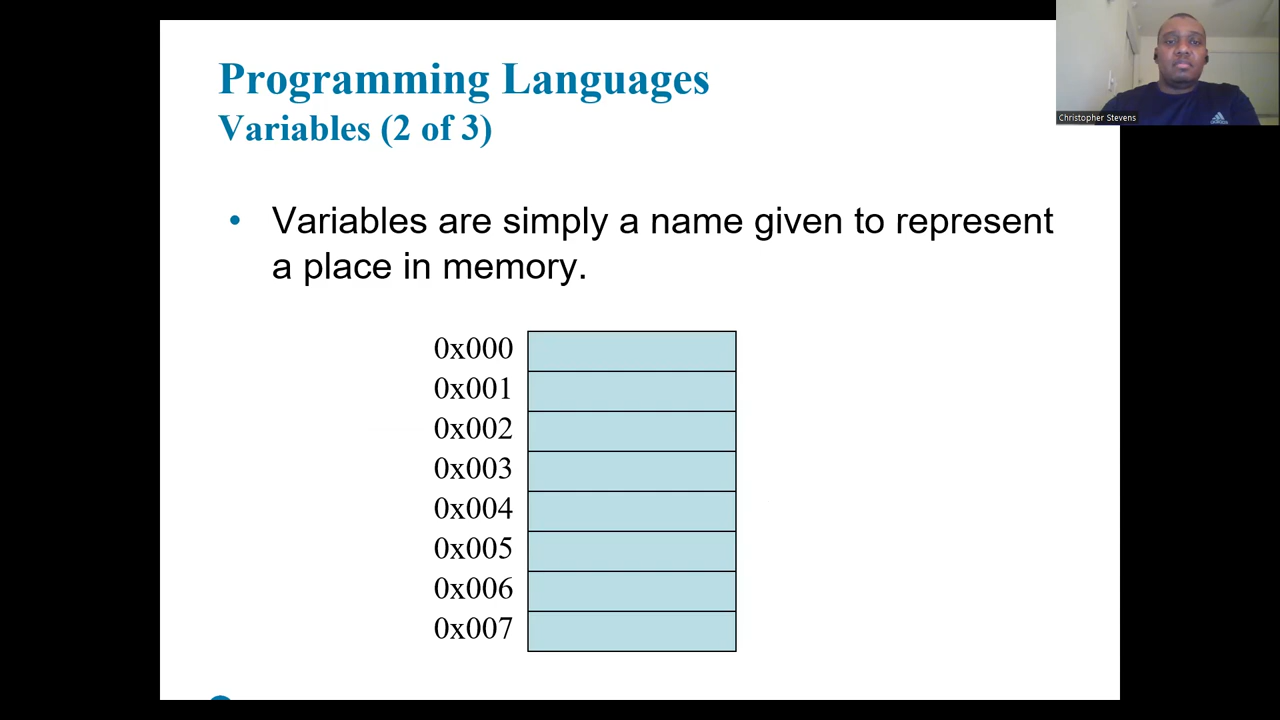 Programming Languages
Variables (2 of 3)
Christopher Stevens
• Variables are simply a name given to represent
a place in memory.
0x000
0x001
0x002
0x003
0x004
0x005
0x006
0x007